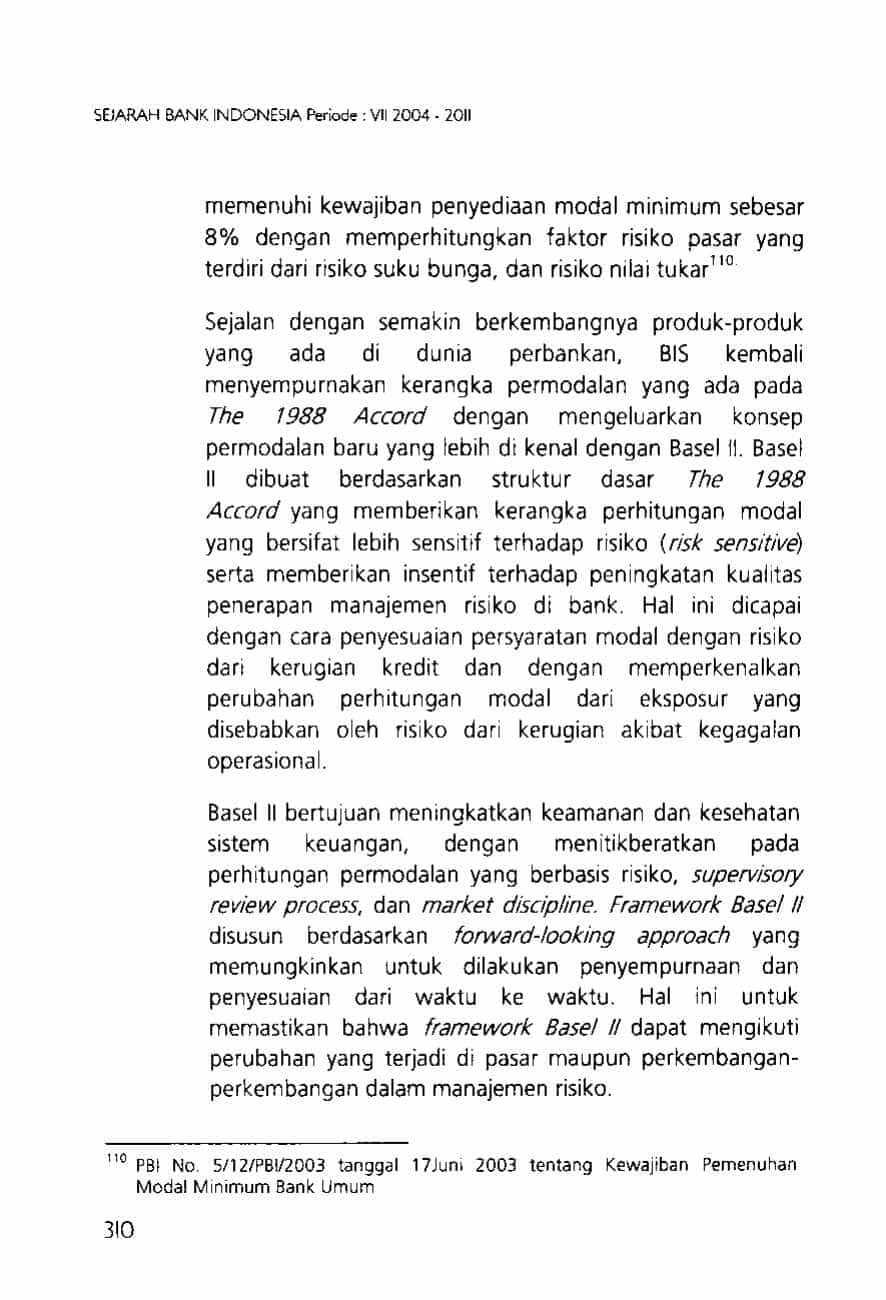 SEJARAH BANK INDONESIA Periode : VII 2004 - 2011
memenuhi kewajiban penyediaan modal minimum sebesar
8% dengan memperhitungkan faktor risiko pasar yang
terdiri dari risiko suku bunga, dan risiko nilai tukar110.
Sejalan dengan semakin berkembangnya produk-produk
yang ada di dunia perbankan, BIS kembali
menyempurnakan kerangka permodalan yang ada pada
The 1988 Accord dengan mengeluarkan konsep
permodalan baru yang lebih di kenal dengan Basel II. Basel
II dibuat berdasarkan struktur dasar The 1988
Accord yang memberikan kerangka perhitungan modal
yang bersifat lebih sensitif terhadap risiko (risk sensitive)
serta memberikan insentif terhadap peningkatan kualitas
penerapan manajemen risiko di bank. Hal ini dicapai
dengan cara penyesuaian persyaratan modal dengan risiko
dari kerugian kredit dan dengan memperkenalkan
perubahan perhitungan modal dari eksposur yang
disebabkan oleh risiko dari kerugian akibat kegagalan
operasional.
Basel II bertujuan meningkatkan keamanan dan kesehatan
sistem keuangan, dengan menitikberatkan pada
perhitungan permodalan yang berbasis risiko, supervisory
review process, dan market discipline. Framework Basel II
disusun berdasarkan forward-looking approach yang
memungkinkan untuk dilakukan penyempurnaan dan
penyesuaian dari waktu ke waktu. Hal ini untuk
memastikan bahwa framework Basel II dapat mengikuti
perubahan yang terjadi di pasar maupun perkembangan-
perkembangan dalam manajemen risiko.
110 PBI No. 5/12/PBI/2003 tanggal 17Juni 2003 tentang Kewajiban Pemenuhan
Modal Minimum Bank Umum
310